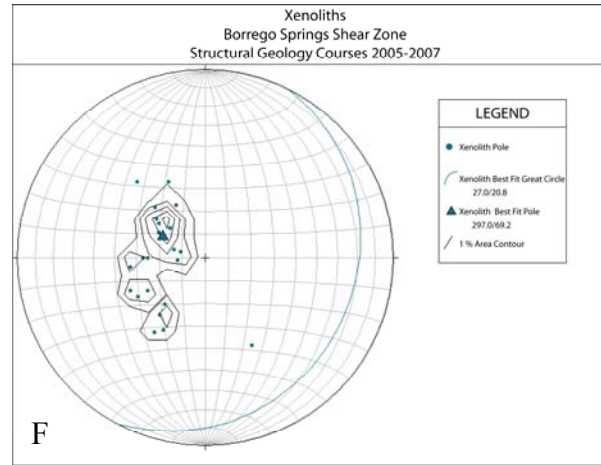 Xenoliths
Borrego Springs Shear Zone
Structural Geology Courses 2005-2007
LEGEND
Xenolith Pole
Xenolith Best Fit Great Circle
27.0/20.8
Xenolith Best Fit Pole
297.0/69.2
1 % Area Contour
F